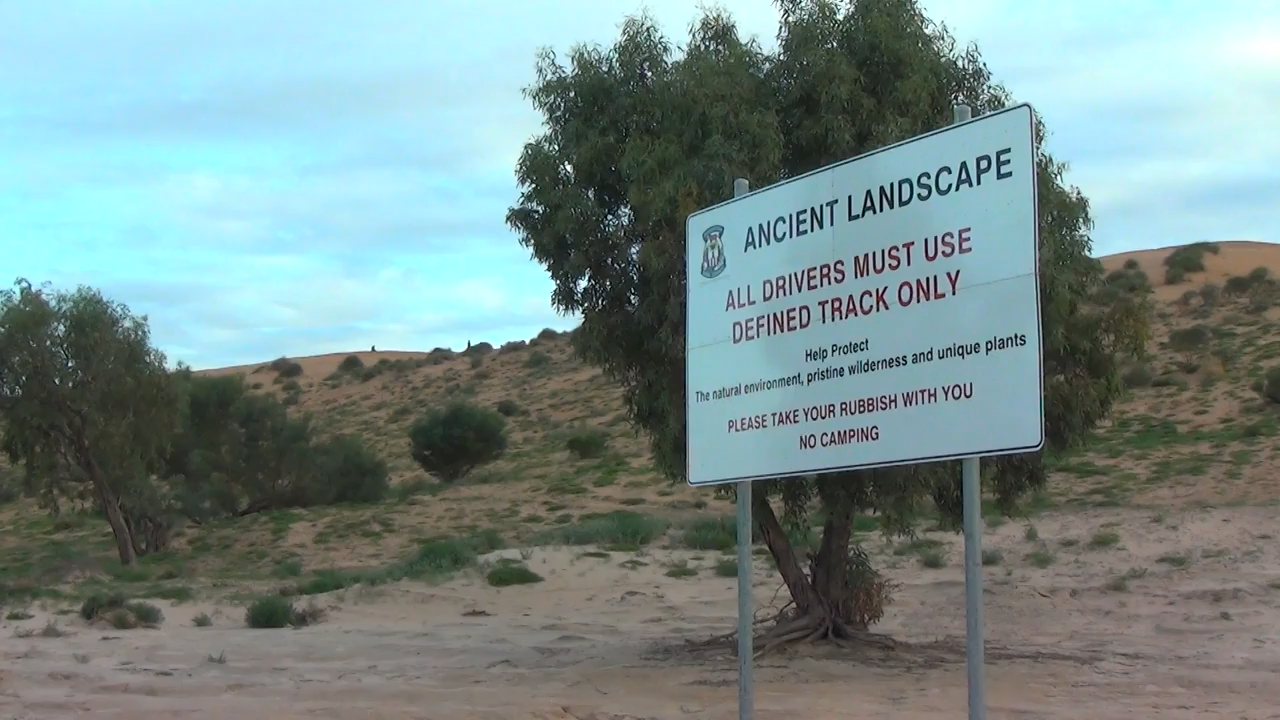 ANCIENT LANDSCAPE
ALL DRIVERS MUST USE
DEFINED TRACK ONLY
Help Protect
The natural environment, pristine wilderness and unique plants
PLEASE TAKE YOUR RUBBISH WITH YOU
NO CAMPING